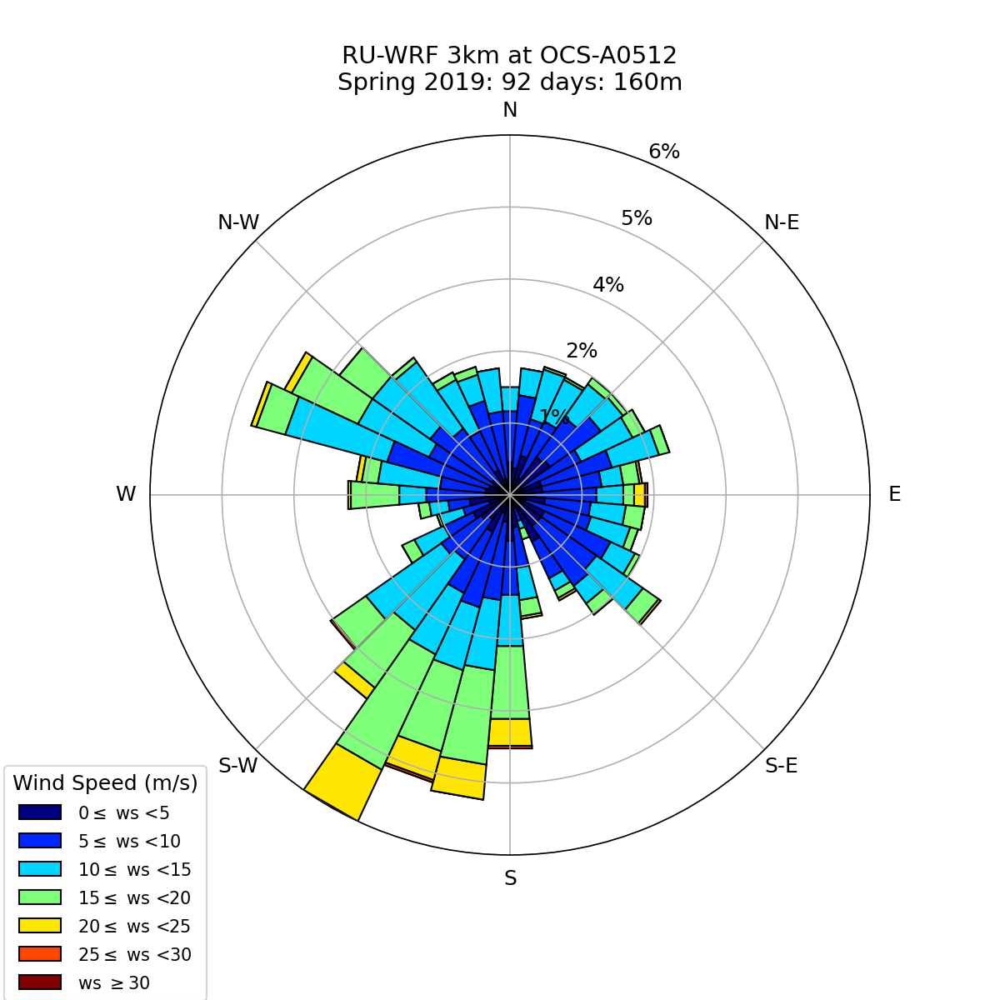 RU-WRF 3km at OCS-A0512
Spring 2019: 92 days: 160m
N
6%
N-W
5%
N-E
4%
2%
1%
W
E
S-W
S-E
S
Wind Speed (m/s)
0≤ ws <5
5≤ ws <10
10≤ ws <15
15≤ ws <20
20≤ ws <25
25≤ ws <30
ws ≥30